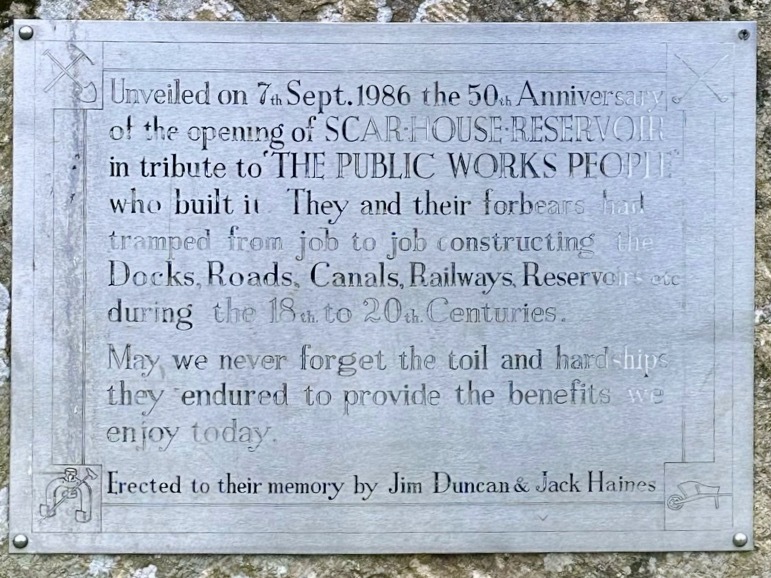 Unveiled on 7th Sept. 1986 the 50th Anniversary
of the opening of SCAR·HOUSE·RESERVOIR
in tribute to "THE PUBLIC WORKS PEOPLE"
who built it. They and their forbears had
tramped from job to job constructing the
Docks, Roads, Canals, Railways, Reservoirs etc
during the 18th to 20th Centuries.
May we never forget the toil and hardships
they endured to provide the benefits we
enjoy today.
Erected to their memory by Jim Duncan & Jack Haines